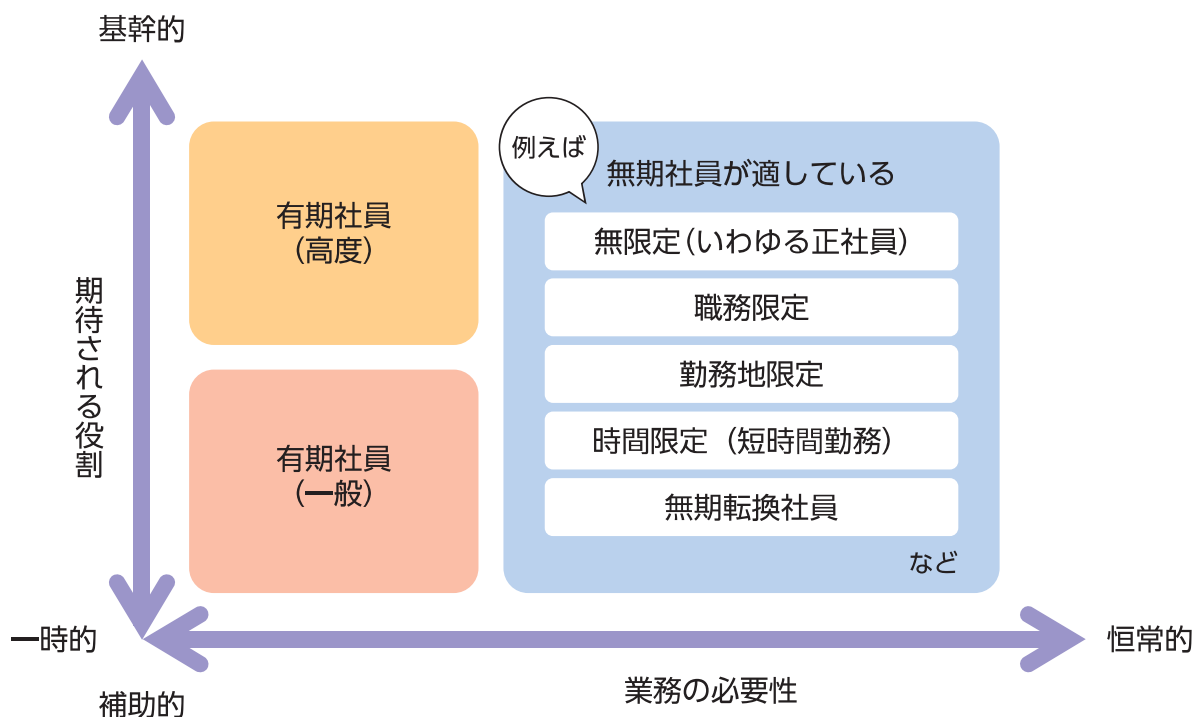 基幹的
期待される役割
有期社員
（高度）
有期社員
（一般）
例えば
無期社員が適している
無限定（いわゆる正社員）
職務限定
勤務地限定
時間限定（短時間勤務）
無期転換社員
など
一時的
恒常的
補助的
業務の必要性